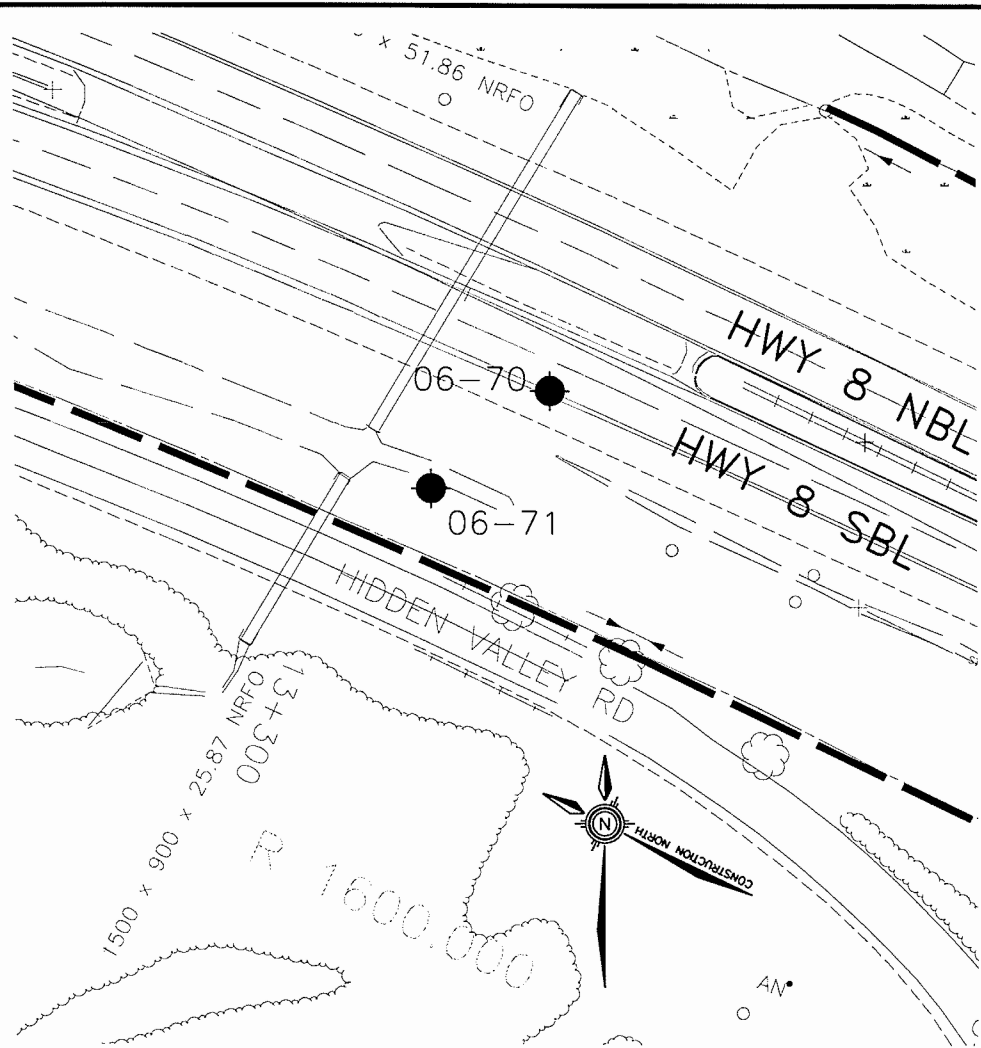 x 51.86 NRFO
HWY 8 NBL
06-70
HWY 8 SBL
06-71
HIDDEN VALLEY RD
13+300
1500 x 900 x 25.87 NRFO
R 1600.000
N
CONSTRUCTION NORTH
AN